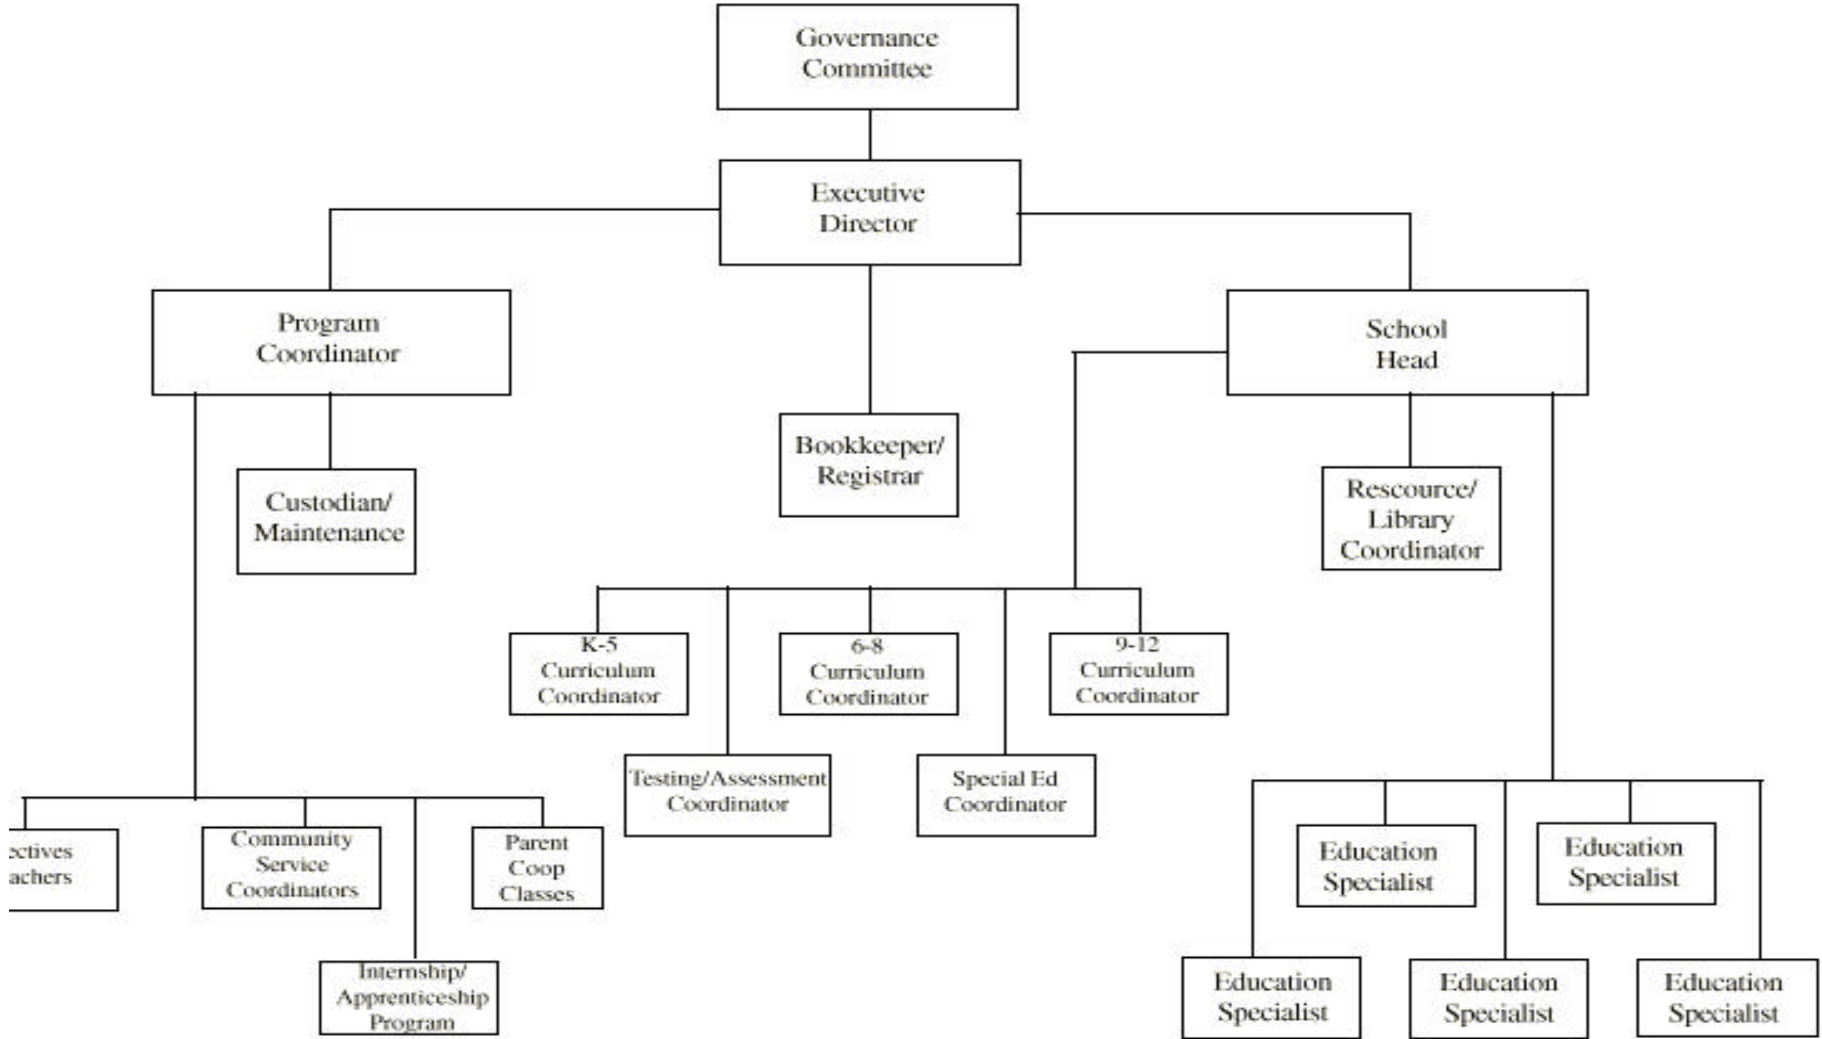 Governance
Committee
Executive
Director
Program
Coordinator
School
Head
Bookkeeper/
Registrar
Custodian/
Maintenance
Rescource/
Library
Coordinator
K-5
Curriculum
Coordinator
6-8
Curriculum
Coordinator
9-12
Curriculum
Coordinator
Testing/Assessment
Coordinator
Special Ed
Coordinator
ectives
achers
Community
Service
Coordinators
Parent
Coop
Classes
Internship/
Apprenticeship
Program
Education
Specialist
Education
Specialist
Education
Specialist
Education
Specialist
Education
Specialist